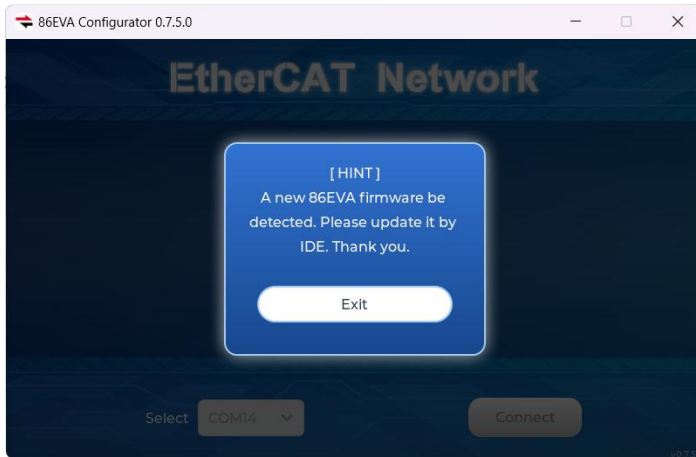 86EVA Configurator 0.7.5.0
EtherCAT Network
[ HINT ]
A new 86EVA firmware be
detected. Please update it by
IDE. Thank you.
Exit
Select COM14 Connect